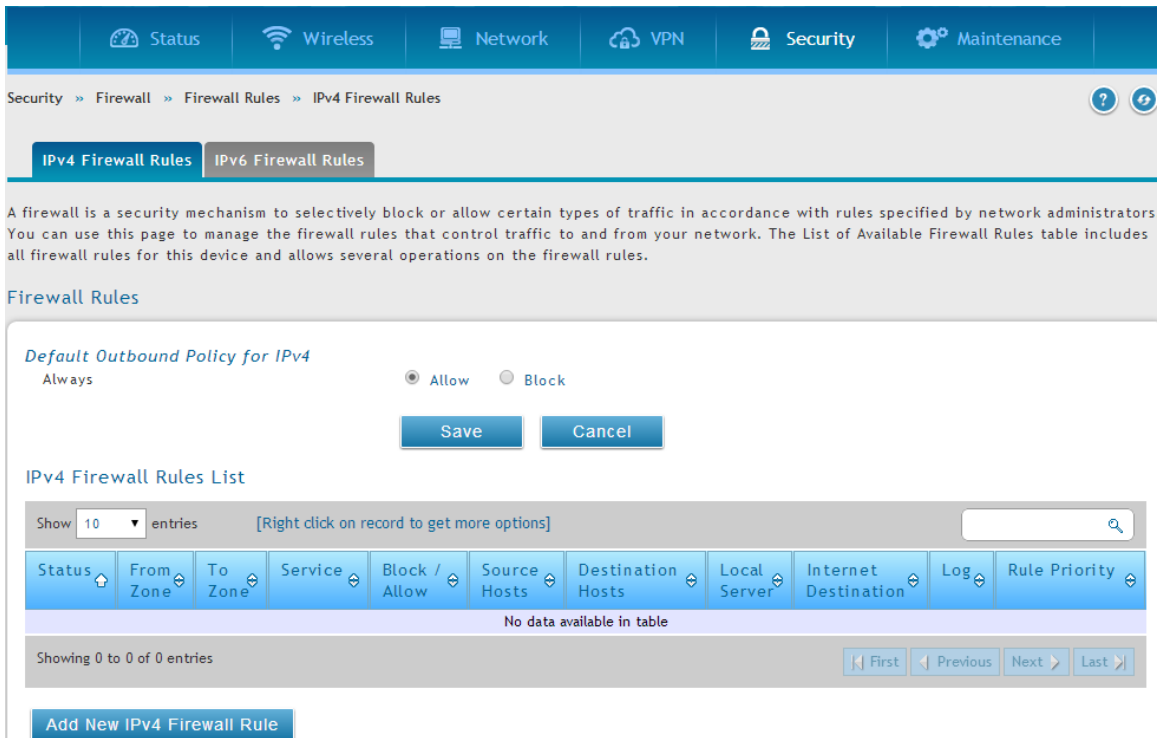 Status Wireless Network VPN Security Maintenance
Security » Firewall » Firewall Rules » IPv4 Firewall Rules
?
IPv4 Firewall Rules IPv6 Firewall Rules
A firewall is a security mechanism to selectively block or allow certain types of traffic in accordance with rules specified by network administrators
You can use this page to manage the firewall rules that control traffic to and from your network. The List of Available Firewall Rules table includes
all firewall rules for this device and allows several operations on the firewall rules.
Firewall Rules
Default Outbound Policy for IPv4
Always Allow Block
Save Cancel
IPv4 Firewall Rules List
Show 10 entries [Right click on record to get more options]
Status From Zone To Zone Service Block / Allow Source Hosts Destination Hosts Local Server Internet Destination Log Rule Priority
No data available in table
Showing 0 to 0 of 0 entries First Previous Next Last
Add New IPv4 Firewall Rule